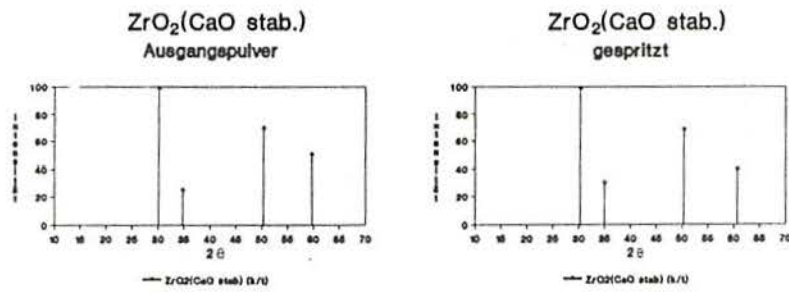 ZrO₂(CaO stab.)
Ausgangspulver
Intensität
100
80
60
40
20
0
10 15 20 25 30 35 40 45 50 55 60 65 70
2θ
ZrO2(CaO stab) (k/t)
ZrO₂(CaO stab.)
gespritzt
Intensität
100
80
60
40
20
0
10 15 20 25 30 35 40 45 50 55 60 65 70
2θ
ZrO2(CaO stab) (k/t)